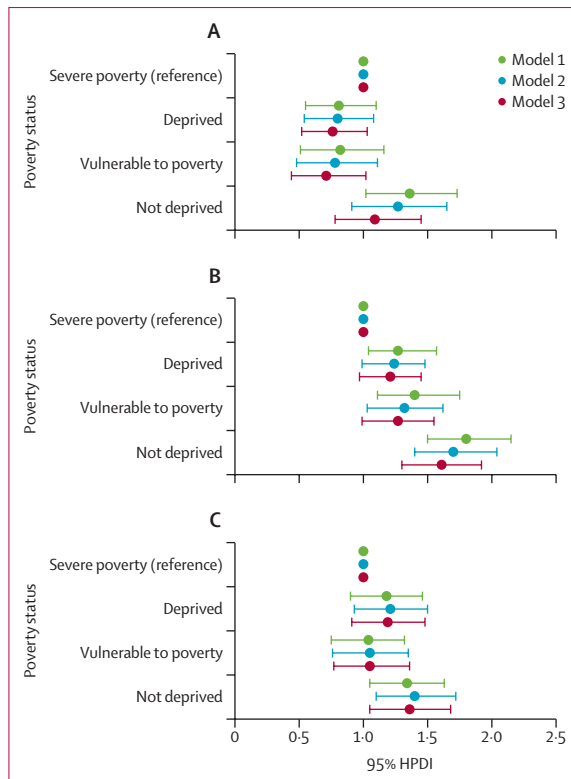 A
Model 1
Model 2
Model 3
Poverty status
Severe poverty (reference)
Deprived
Vulnerable to poverty
Not deprived
B
Poverty status
Severe poverty (reference)
Deprived
Vulnerable to poverty
Not deprived
C
Poverty status
Severe poverty (reference)
Deprived
Vulnerable to poverty
Not deprived
0 0·5 1·0 1·5 2·0 2·5
95% HPDI